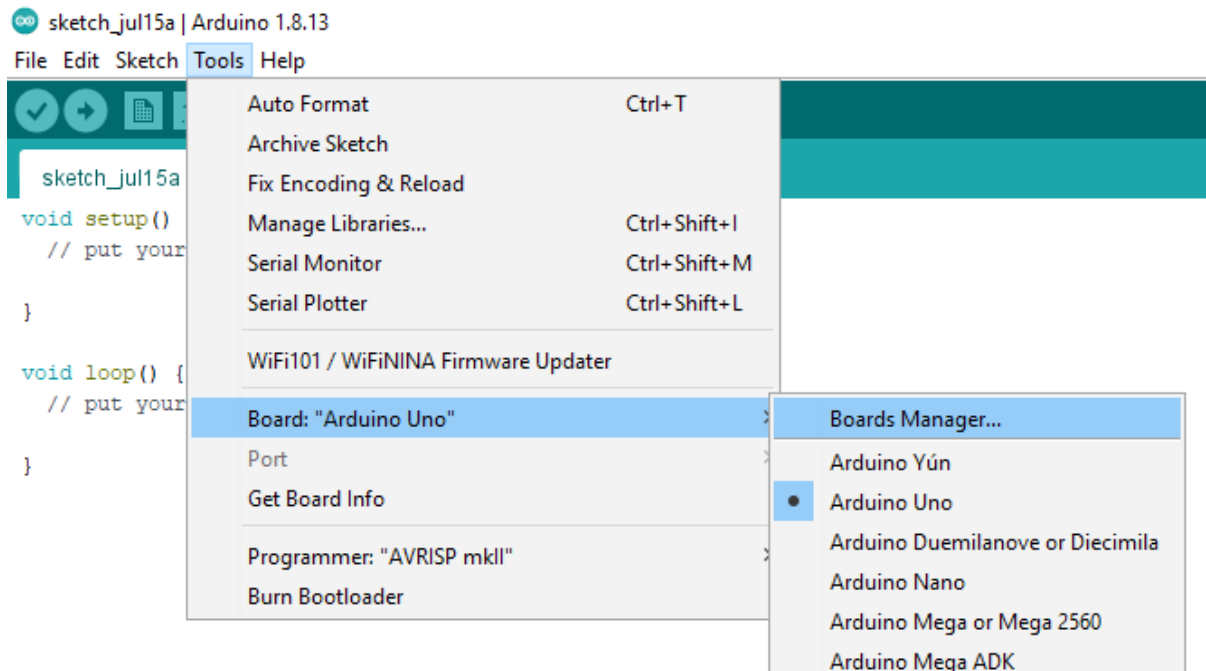 sketch_jul15a | Arduino 1.8.13
File Edit Sketch Tools Help
sketch_jul15a
void setup()
// put your
}
void loop() {
// put your
}
Auto Format Ctrl+T
Archive Sketch
Fix Encoding & Reload
Manage Libraries... Ctrl+Shift+I
Serial Monitor Ctrl+Shift+M
Serial Plotter Ctrl+Shift+L
WiFi101 / WiFiNINA Firmware Updater
Board: "Arduino Uno"
Port
Get Board Info
Programmer: "AVRISP mkII"
Burn Bootloader
Boards Manager...
Arduino Yún
Arduino Uno
Arduino Duemilanove or Diecimila
Arduino Nano
Arduino Mega or Mega 2560
Arduino Mega ADK